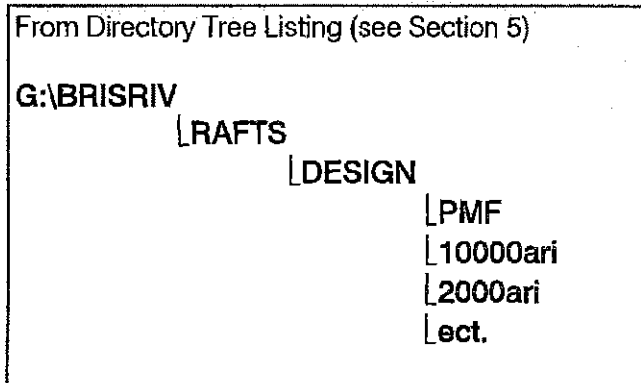 From Directory Tree Listing (see Section 5)
G:\BRISRIV
RAFTS
DESIGN
PMF
10000ari
2000ari
ect.